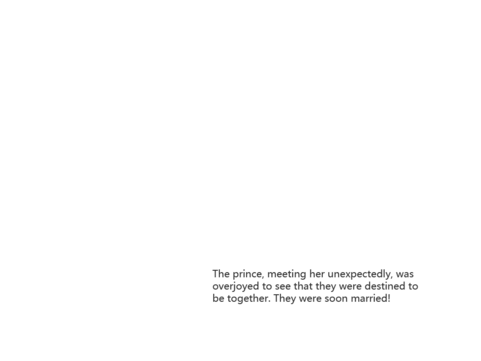 The prince, meeting her unexpectedly, was
overjoyed to see that they were destined to
be together. They were soon married!